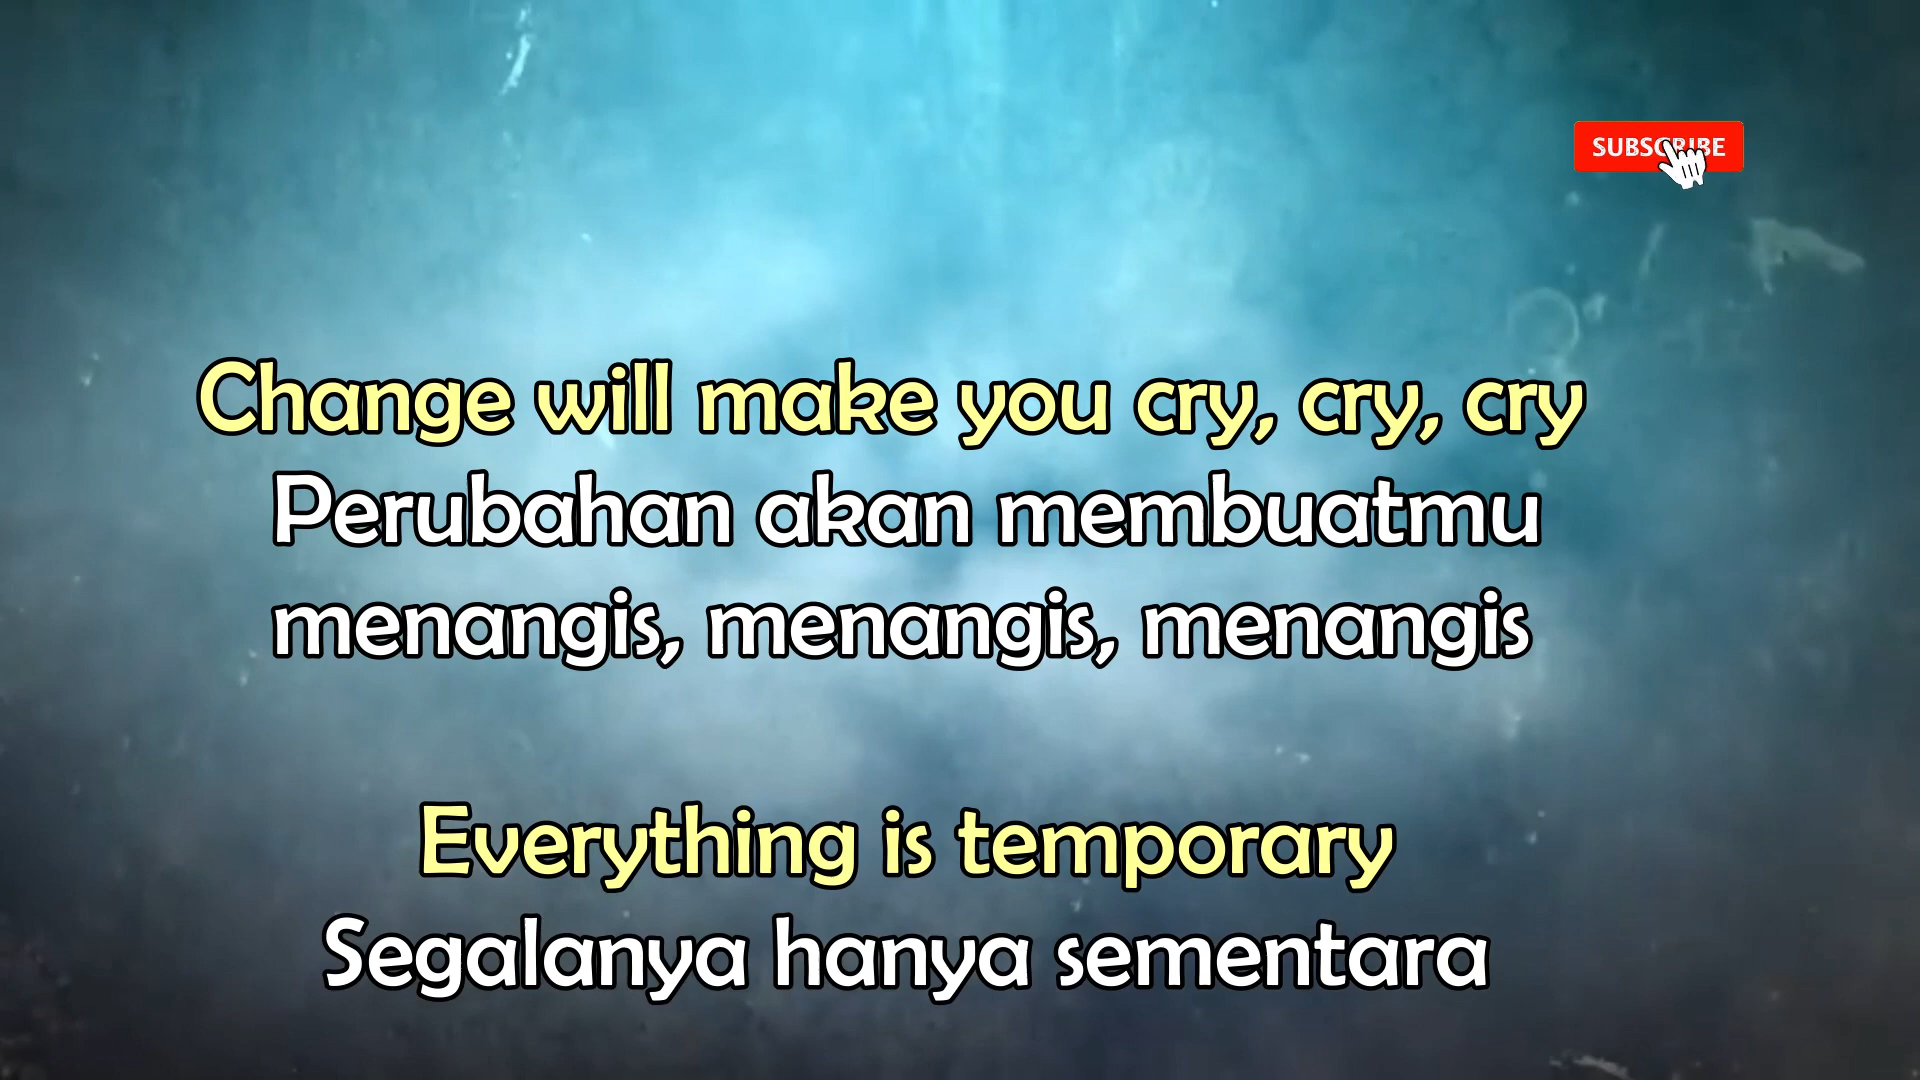 SUBSCRIBE
Change will make you cry, cry, cry
Perubahan akan membuatmu
menangis, menangis, menangis
Everything is temporary
Segalanya hanya sementara